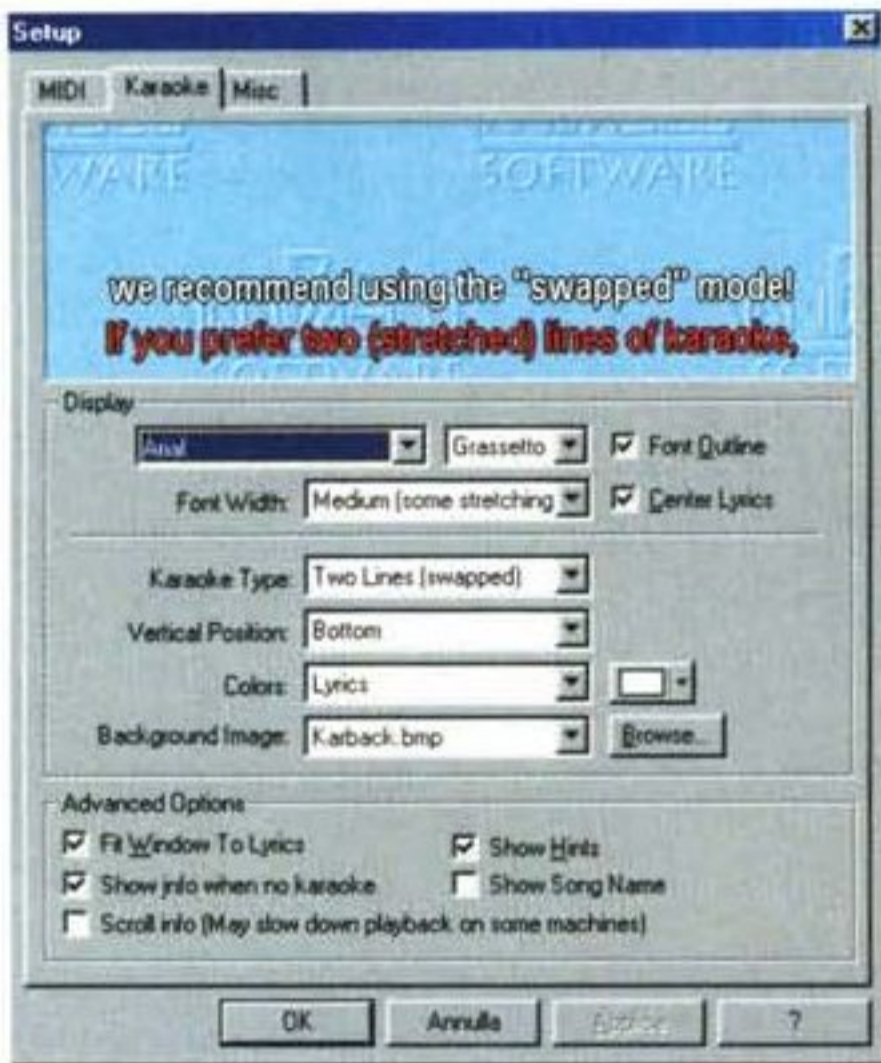 Setup
MIDI Karaoke Misc
WARE SOFTWARE
we recommend using the "swapped" model!
If you prefer two (stretched) lines of karaoke,
Display
Arial Grassetto Font Outline
Font Width: Medium (some stretching Center Lyrics
Karaoke Type: Two Lines (swapped)
Vertical Position: Bottom
Colors: Lyrics
Background Image: Karback.bmp Browse...
Advanced Options
Fit Window To Lyrics Show Hints
Show info when no karaoke Show Song Name
Scroll info (May slow down playback on some machines)
OK Annulla ?